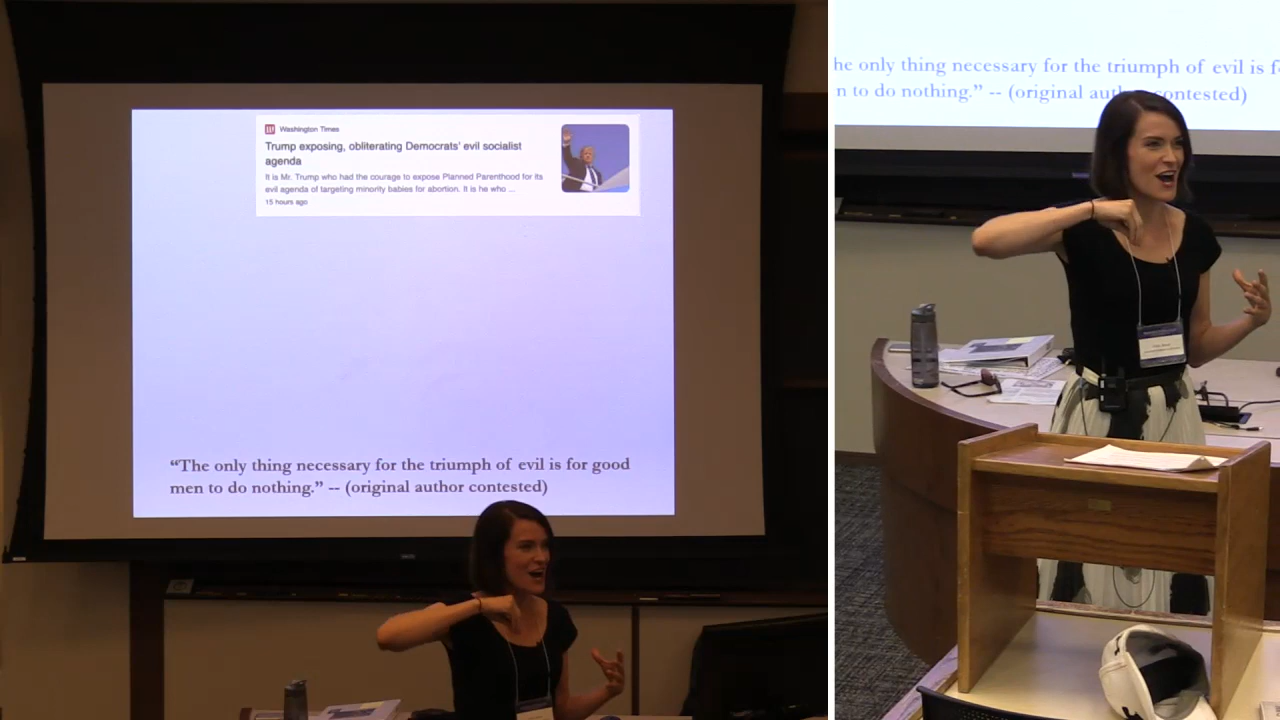 Washington Times
Trump exposing, obliterating Democrats' evil socialist
agenda
It is Mr. Trump who had the courage to expose Planned Parenthood for its
evil agenda of targeting minority babies for abortion. It is he who ...
15 hours ago
“The only thing necessary for the triumph of evil is for good
men to do nothing.” -- (original author contested)
he only thing necessary for the triumph of evil is f
n to do nothing.” -- (original auth contested)